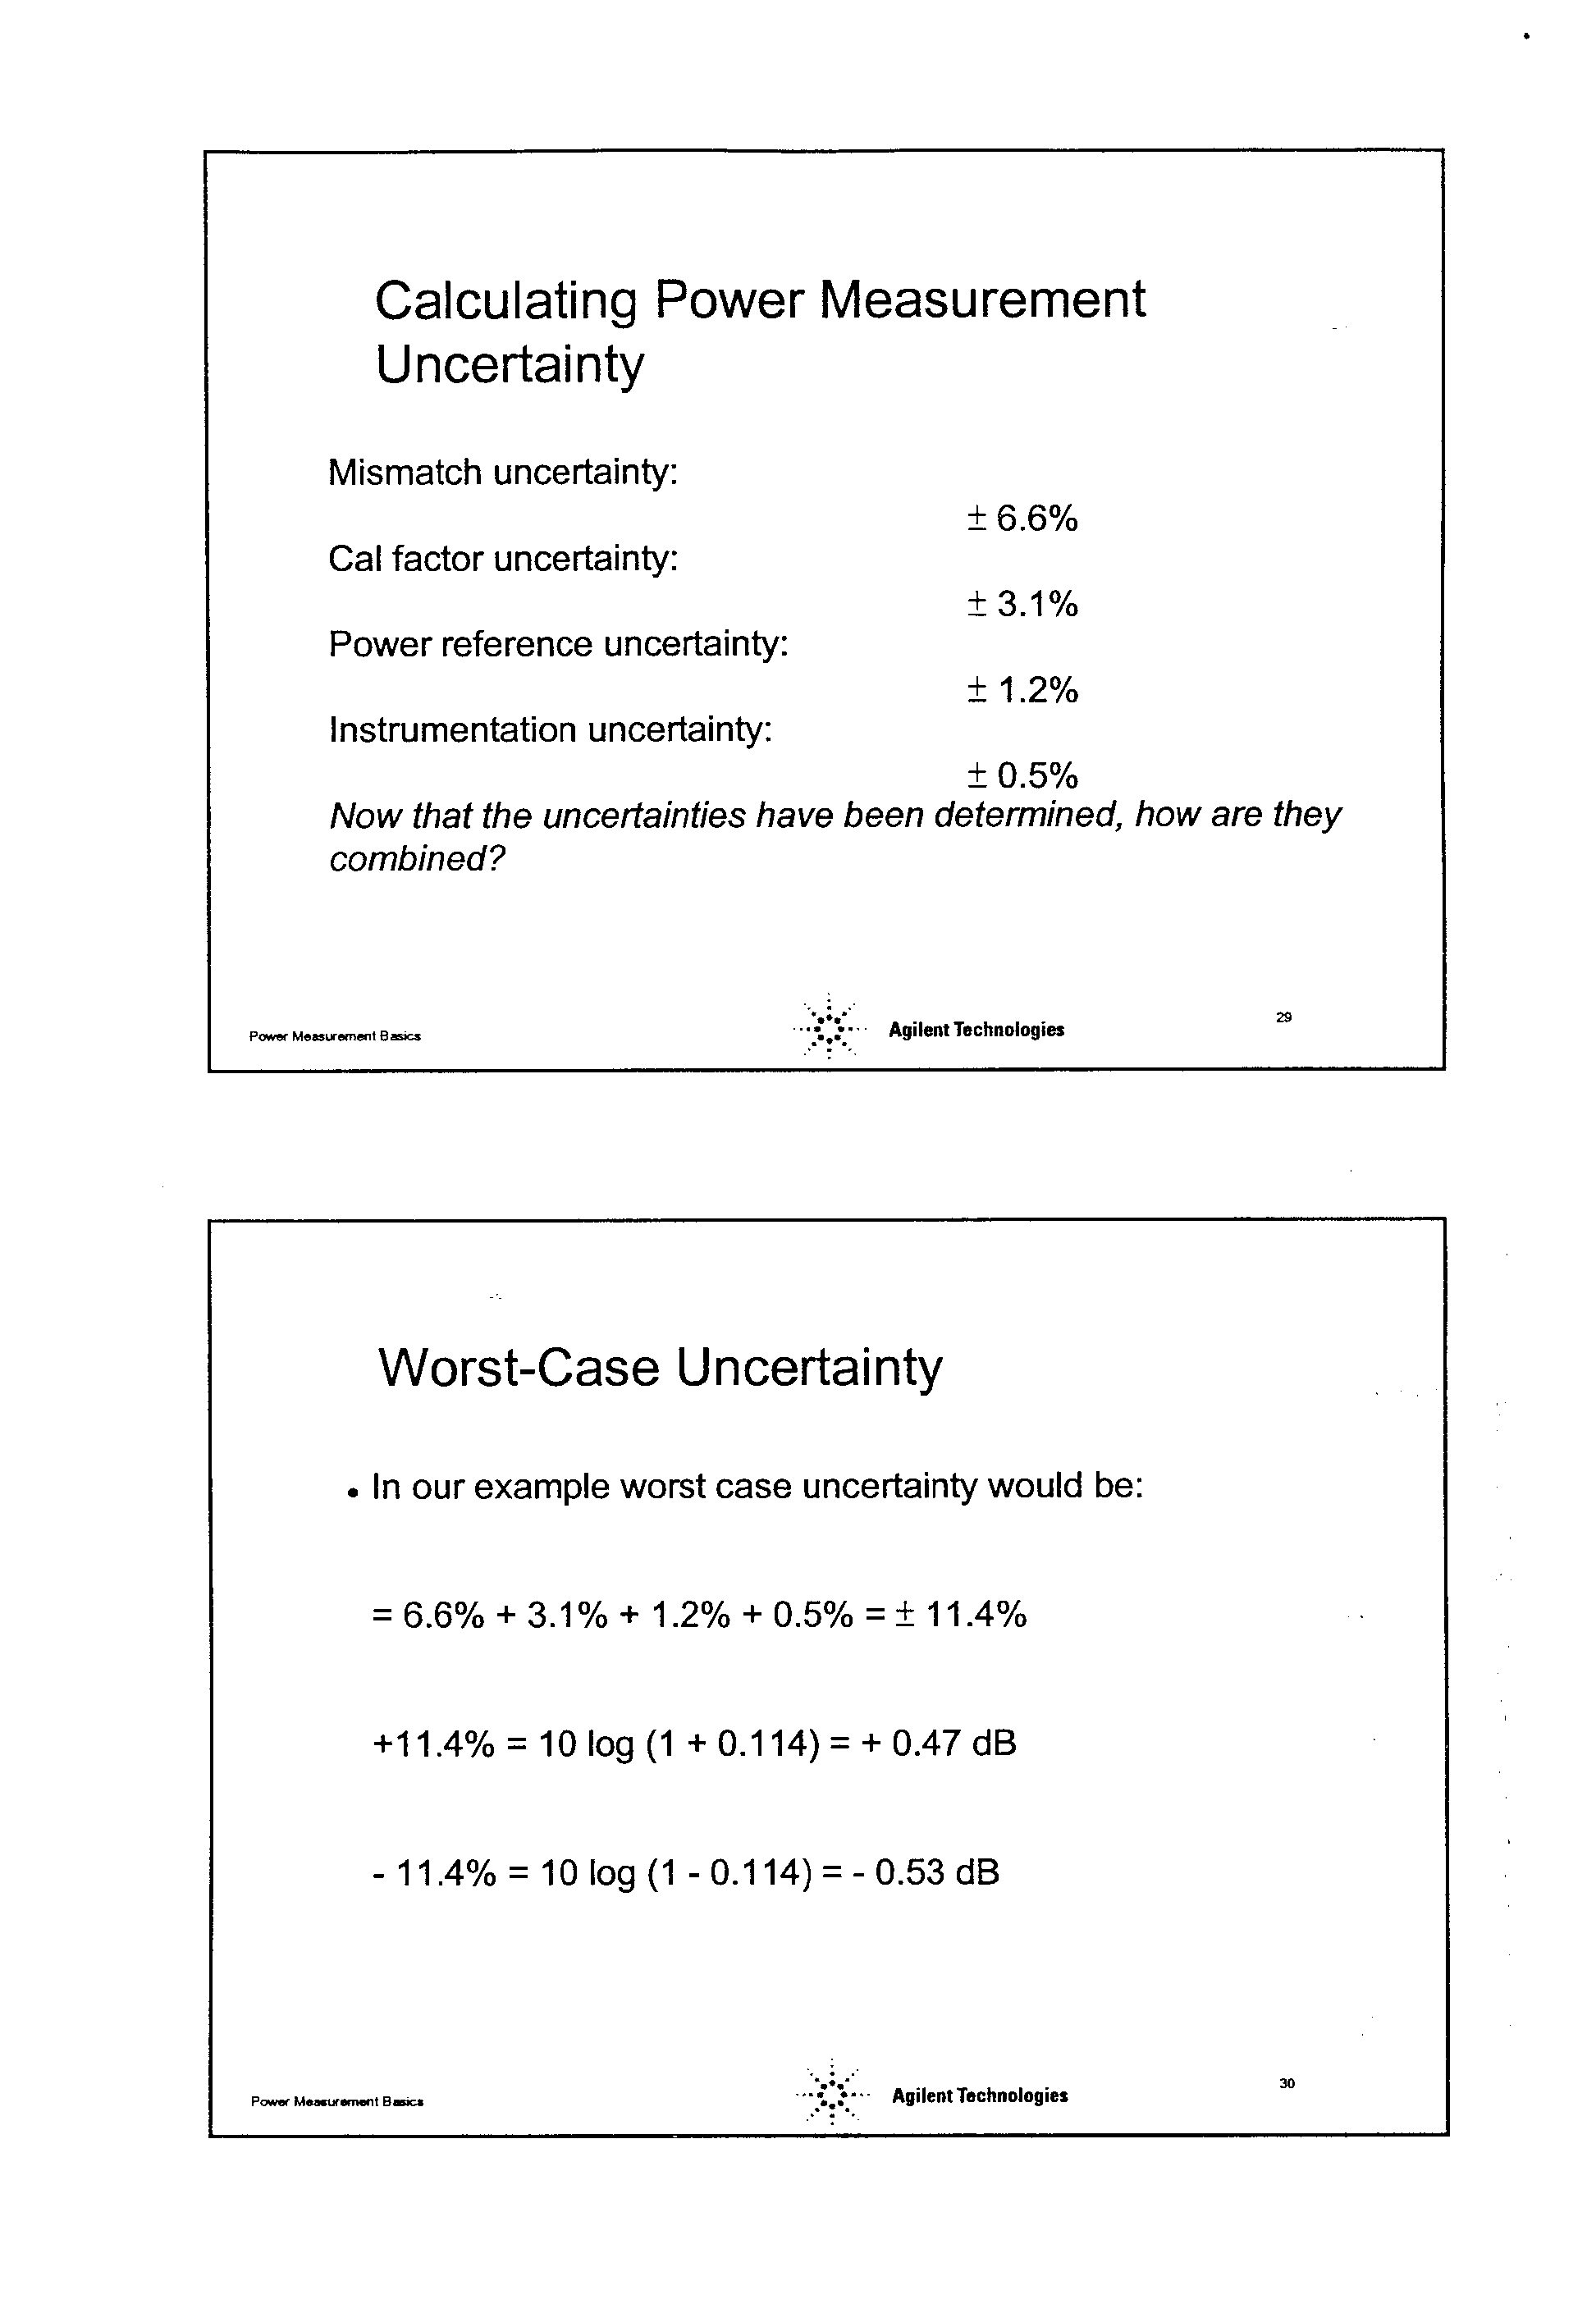 Calculating Power Measurement
Uncertainty
Mismatch uncertainty:
± 6.6%
Cal factor uncertainty:
± 3.1%
Power reference uncertainty:
± 1.2%
Instrumentation uncertainty:
± 0.5%
Now that the uncertainties have been determined, how are they
combined?
Power Measurement Basics
Agilent Technologies
29
Worst-Case Uncertainty
• In our example worst case uncertainty would be:
= 6.6% + 3.1% + 1.2% + 0.5% = ± 11.4%
+11.4% = 10 log (1 + 0.114) = + 0.47 dB
- 11.4% = 10 log (1 - 0.114) = - 0.53 dB
Power Measurement Basics
Agilent Technologies
30